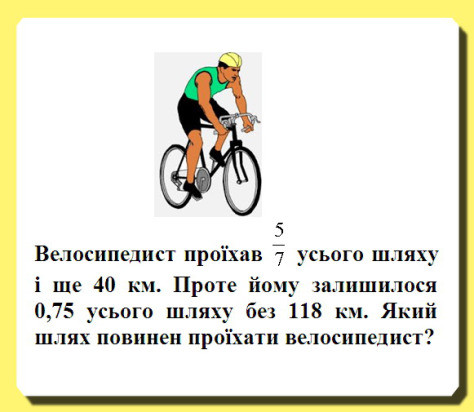 Велосипедист проїхав 5/7 усього шляху
і ще 40 км. Проте йому залишилося
0,75 усього шляху без 118 км. Який
шлях повинен проїхати велосипедист?